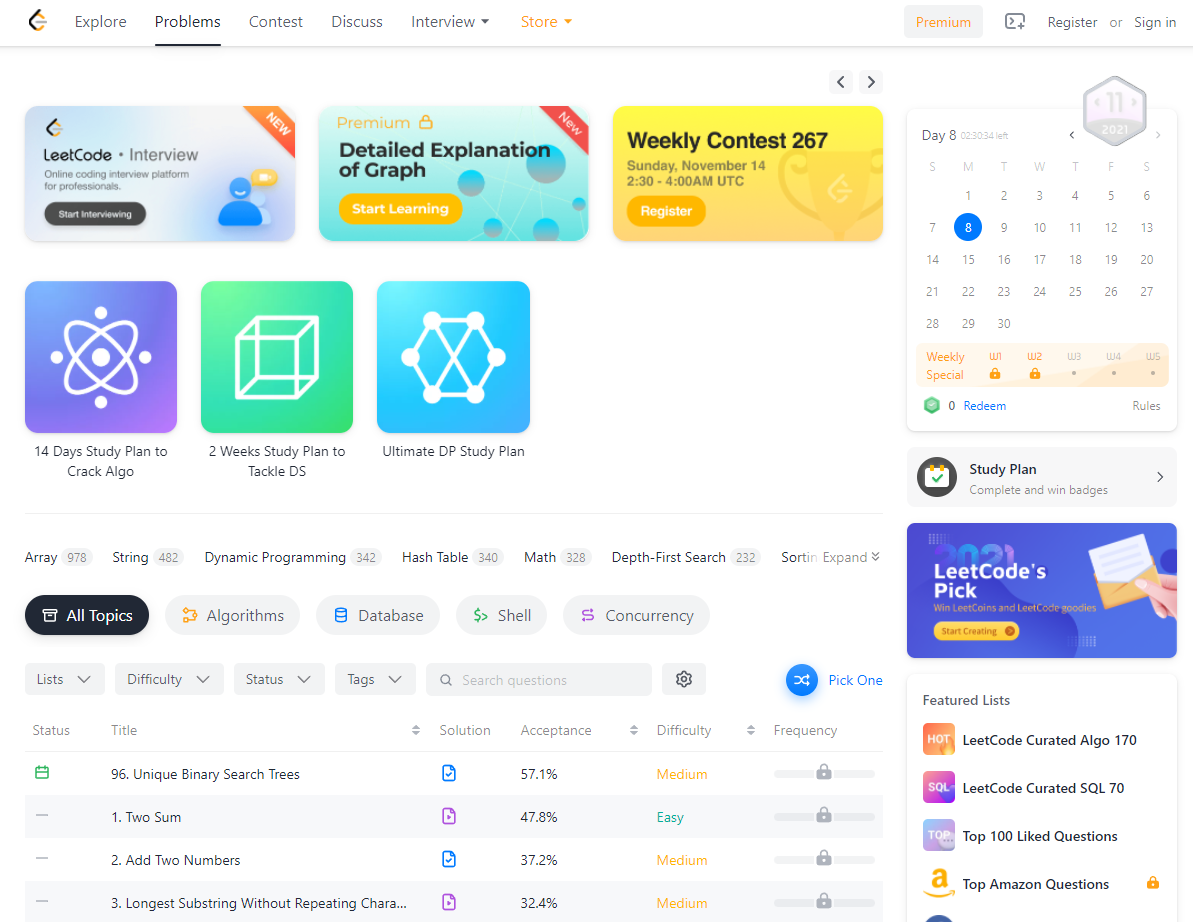 Explore Problems Contest Discuss Interview Store Premium Register or Sign in
LeetCode • Interview
Online coding interview platform
for professionals.
Start Interviewing
NEW
Premium
Detailed Explanation
of Graph
Start Learning
New
Weekly Contest 267
Sunday, November 14
2:30 - 4:00AM UTC
Register
14 Days Study Plan to
Crack Algo
2 Weeks Study Plan to
Tackle DS
Ultimate DP Study Plan
Array 978 String 482 Dynamic Programming 342 Hash Table 340 Math 328 Depth-First Search 232 Sortin Expand
All Topics Algorithms Database Shell Concurrency
Lists Difficulty Status Tags Search questions Pick One
Status Title Solution Acceptance Difficulty Frequency
96. Unique Binary Search Trees 57.1% Medium
1. Two Sum 47.8% Easy
2. Add Two Numbers 37.2% Medium
3. Longest Substring Without Repeating Chara... 32.4% Medium
11
2021
Day 8 02:30:34 left
S M T W T F S
1 2 3 4 5 6
7 8 9 10 11 12 13
14 15 16 17 18 19 20
21 22 23 24 25 26 27
28 29 30
Weekly
Special
W1 W2 W3 W4 W5
0 Redeem Rules
Study Plan
Complete and win badges
2021
LeetCode's
Pick
Win LeetCoins and LeetCode goodies
Start Creating
Featured Lists
HOT LeetCode Curated Algo 170
SQL LeetCode Curated SQL 70
TOP Top 100 Liked Questions
a Top Amazon Questions